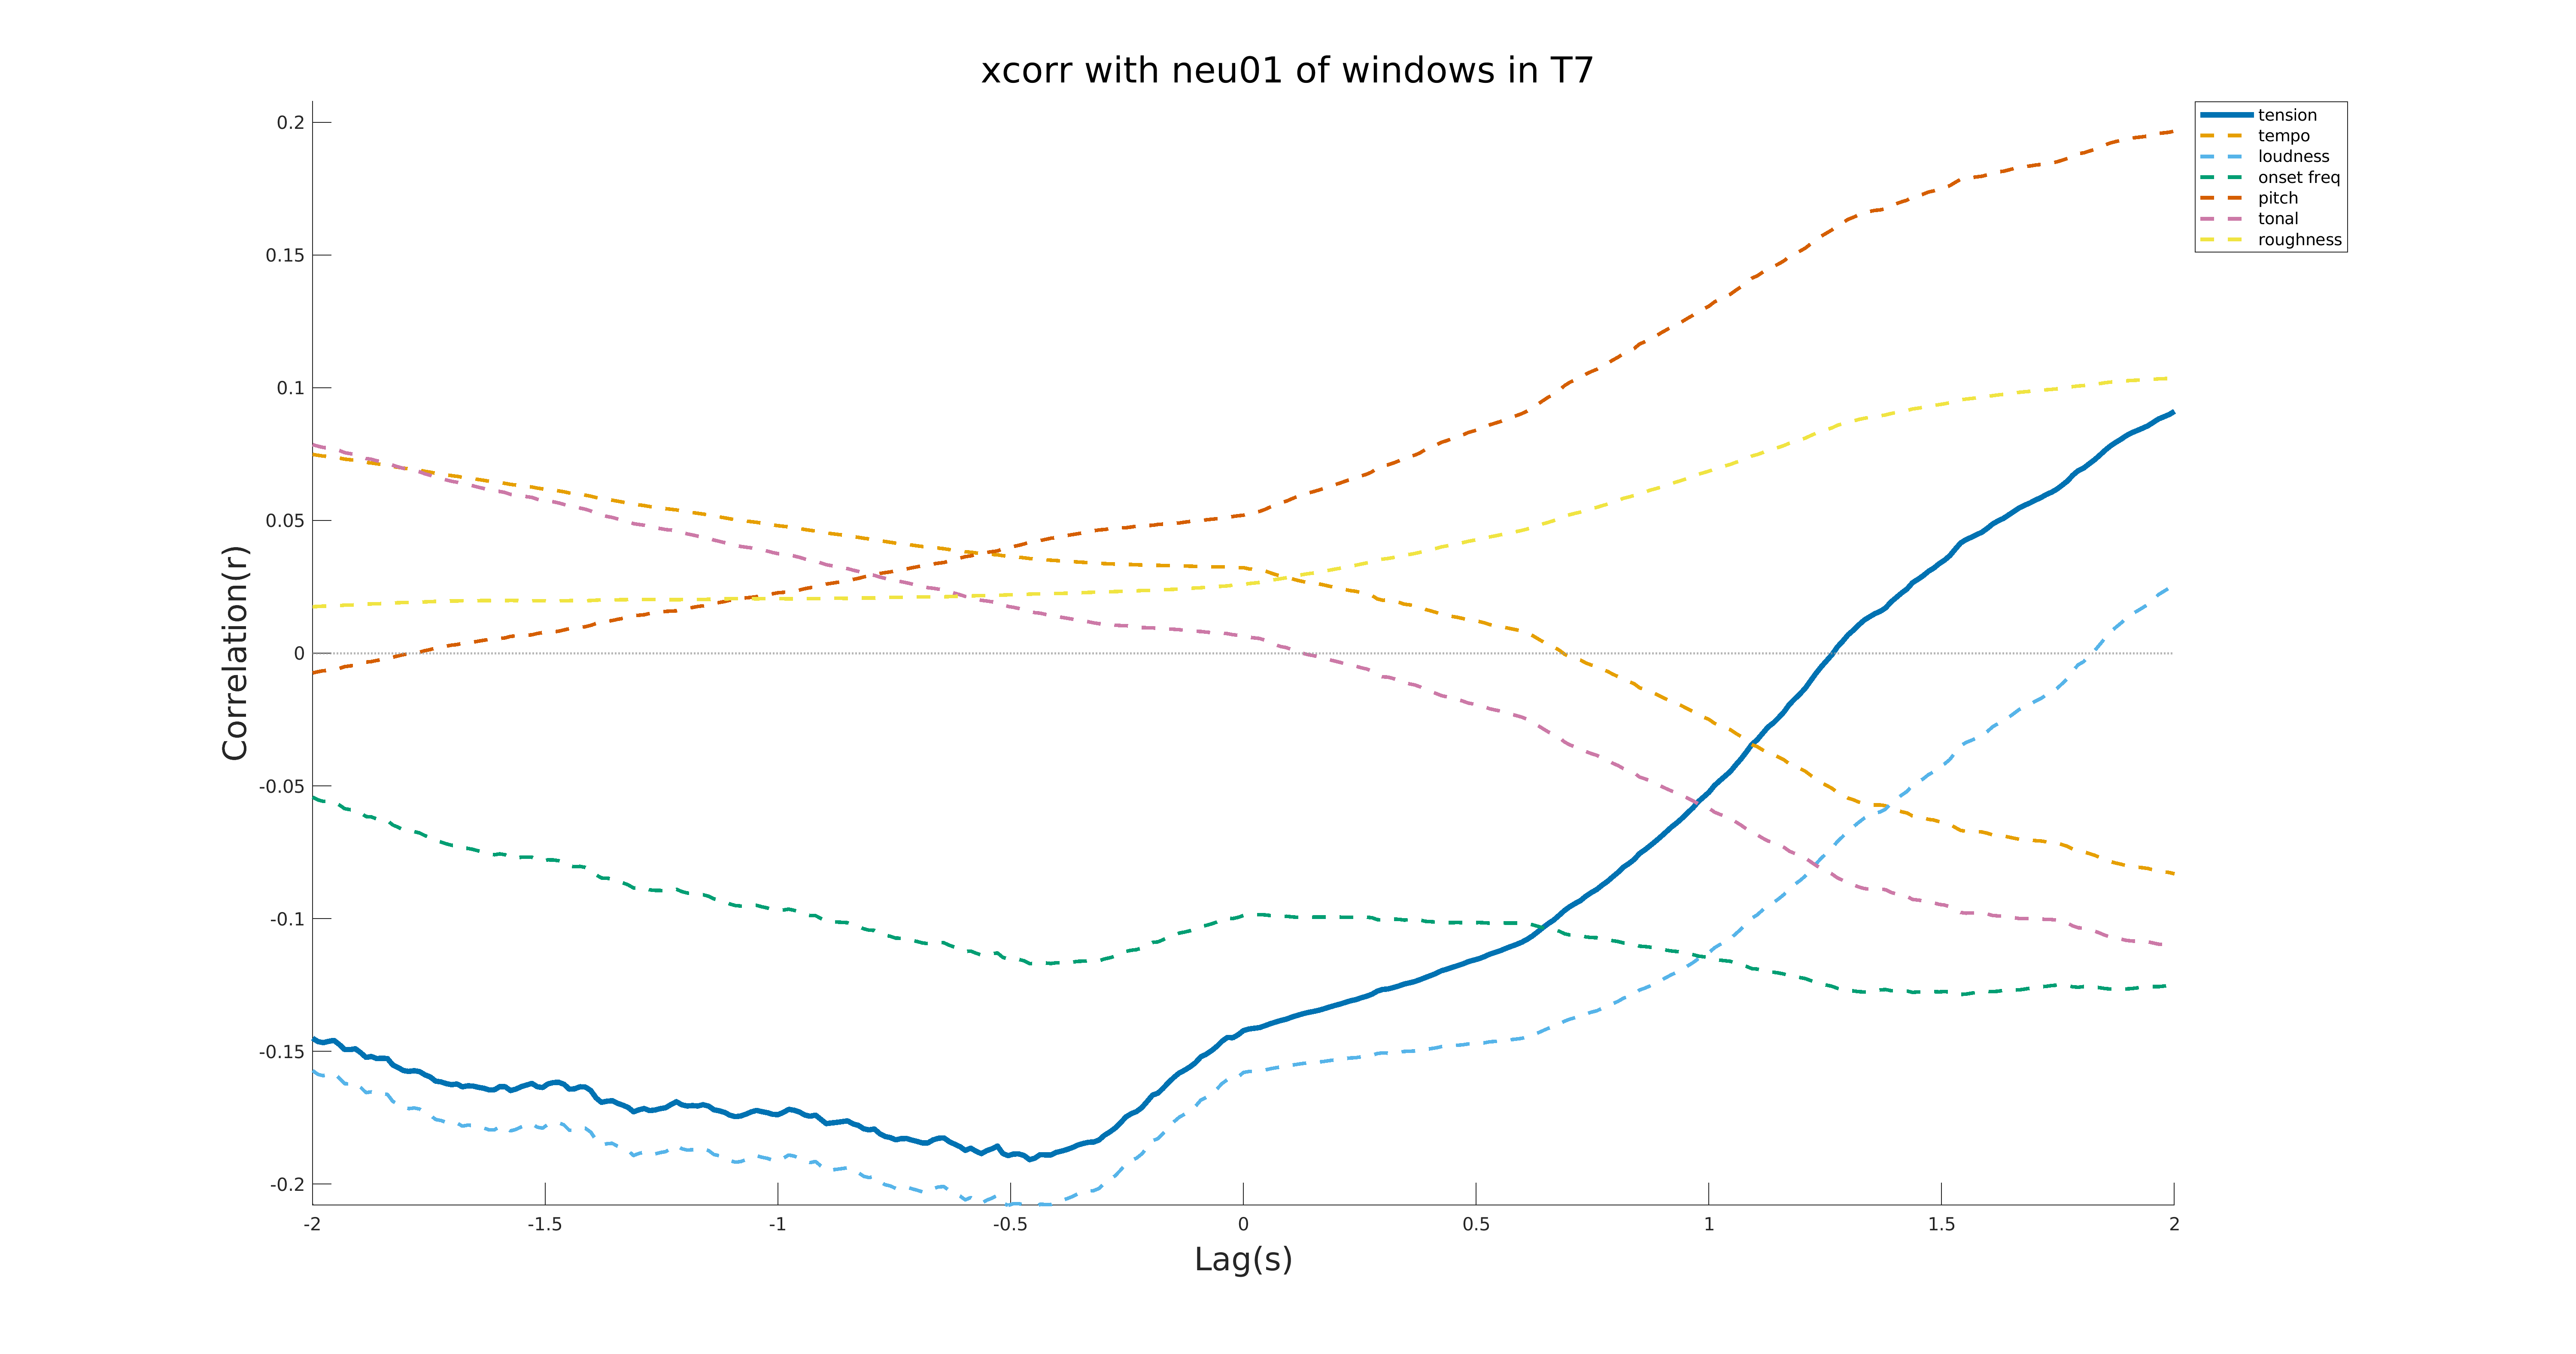 xcorr with neu01 of windows in T7
tension
tempo
loudness
onset freq
pitch
tonal
roughness
Correlation(r)
0.2
0.15
0.1
0.05
0
-0.05
-0.1
-0.15
-0.2
-2 -1.5 -1 -0.5 0 0.5 1 1.5 2
Lag(s)